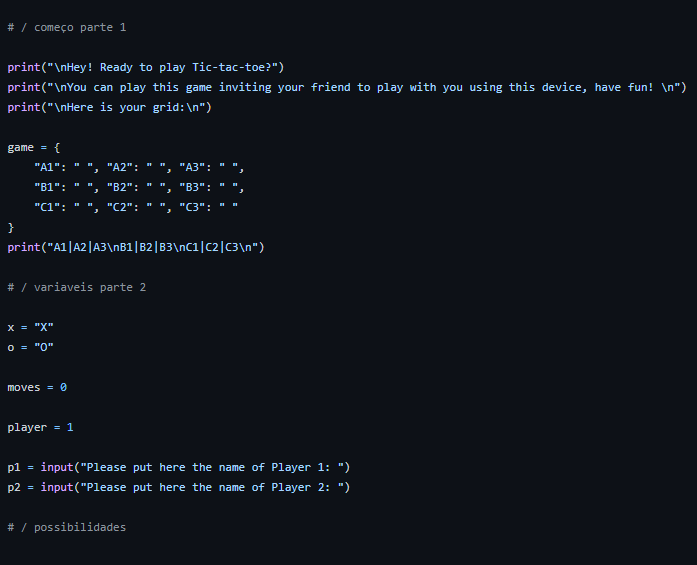 # / começo parte 1
print("\nHey! Ready to play Tic-tac-toe?")
print("\nYou can play this game inviting your friend to play with you using this device, have fun! \n")
print("\nHere is your grid:\n")
game = {
    "A1": " ", "A2": " ", "A3": " ",
    "B1": " ", "B2": " ", "B3": " ",
    "C1": " ", "C2": " ", "C3": " "
}
print("A1|A2|A3\nB1|B2|B3\nC1|C2|C3\n")
# / variaveis parte 2
x = "X"
o = "O"
moves = 0
player = 1
p1 = input("Please put here the name of Player 1: ")
p2 = input("Please put here the name of Player 2: ")
# / possibilidades